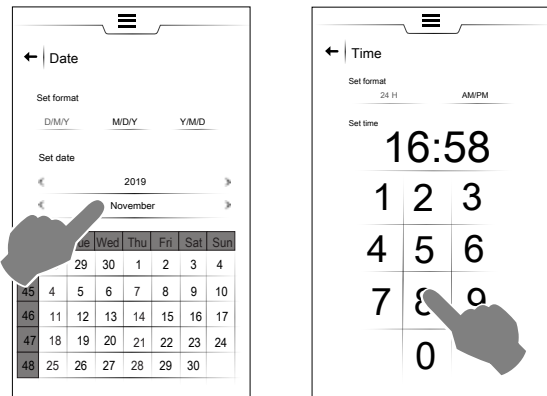 Date
Set format
D/M/Y M/D/Y Y/M/D
Set date
2019
November
Wed Thu Fri Sat Sun
29 30 1 2 3 4
45 4 5 6 7 8 9 10
46 11 12 13 14 15 16 17
47 18 19 20 21 22 23 24
48 25 26 27 28 29 30
Time
Set format
24 H AM/PM
Set time
16:58
1 2 3
4 5 6
7 8 9
0